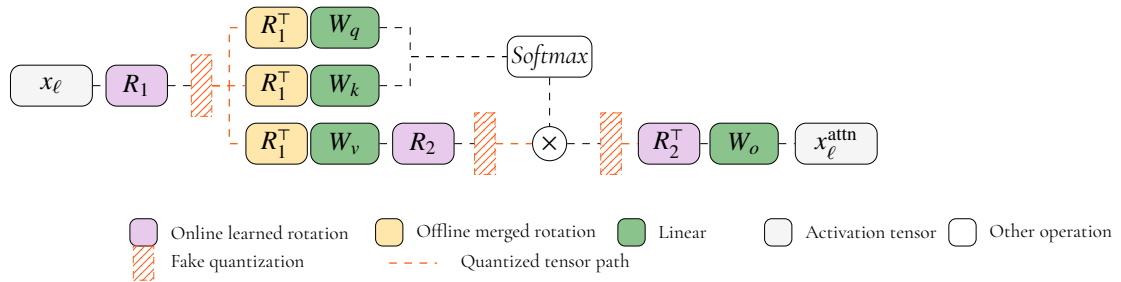 R₁ᵀ W_q
Softmax
x_ℓ R₁ R₁ᵀ W_k
R₁ᵀ W_v R₂ × R₂ᵀ W_o x_ℓ^attn
Online learned rotation Offline merged rotation Linear Activation tensor Other operation
Fake quantization Quantized tensor path